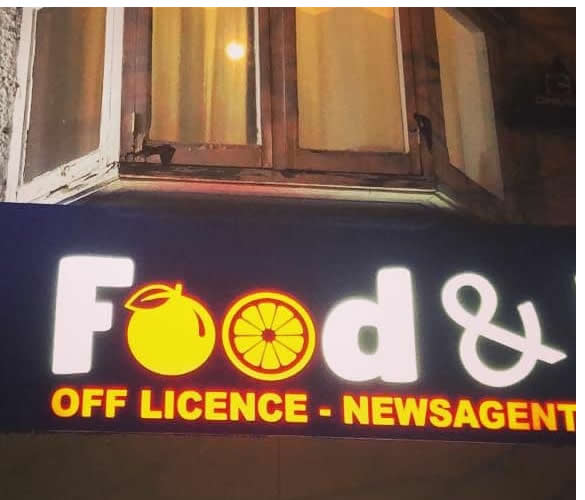 Food &
OFF LICENCE - NEWSAGENT